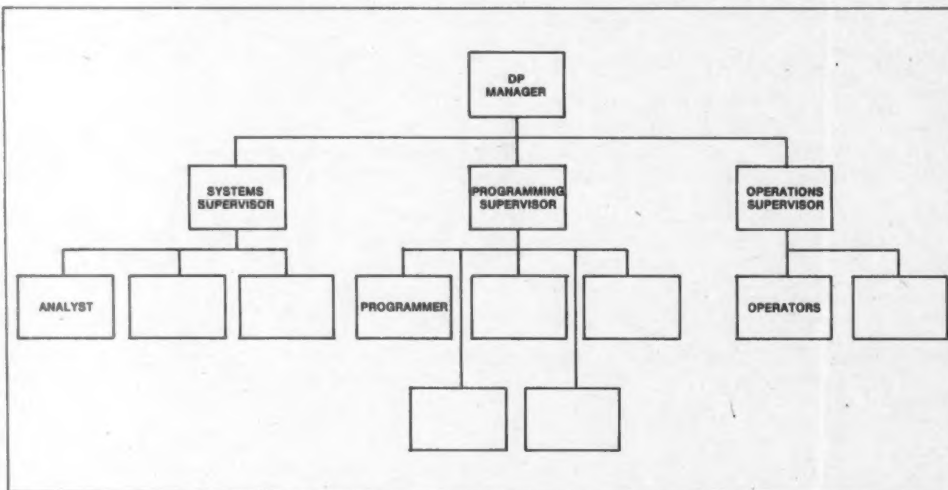 DP
MANAGER
SYSTEMS
SUPERVISOR
PROGRAMMING
SUPERVISOR
OPERATIONS
SUPERVISOR
ANALYST
PROGRAMMER
OPERATORS